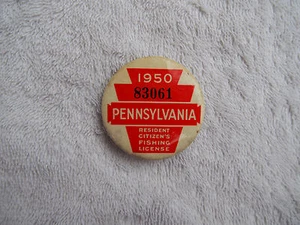 1950
83061
PENNSYLVANIA
RESIDENT
CITIZEN'S
FISHING
LICENSE